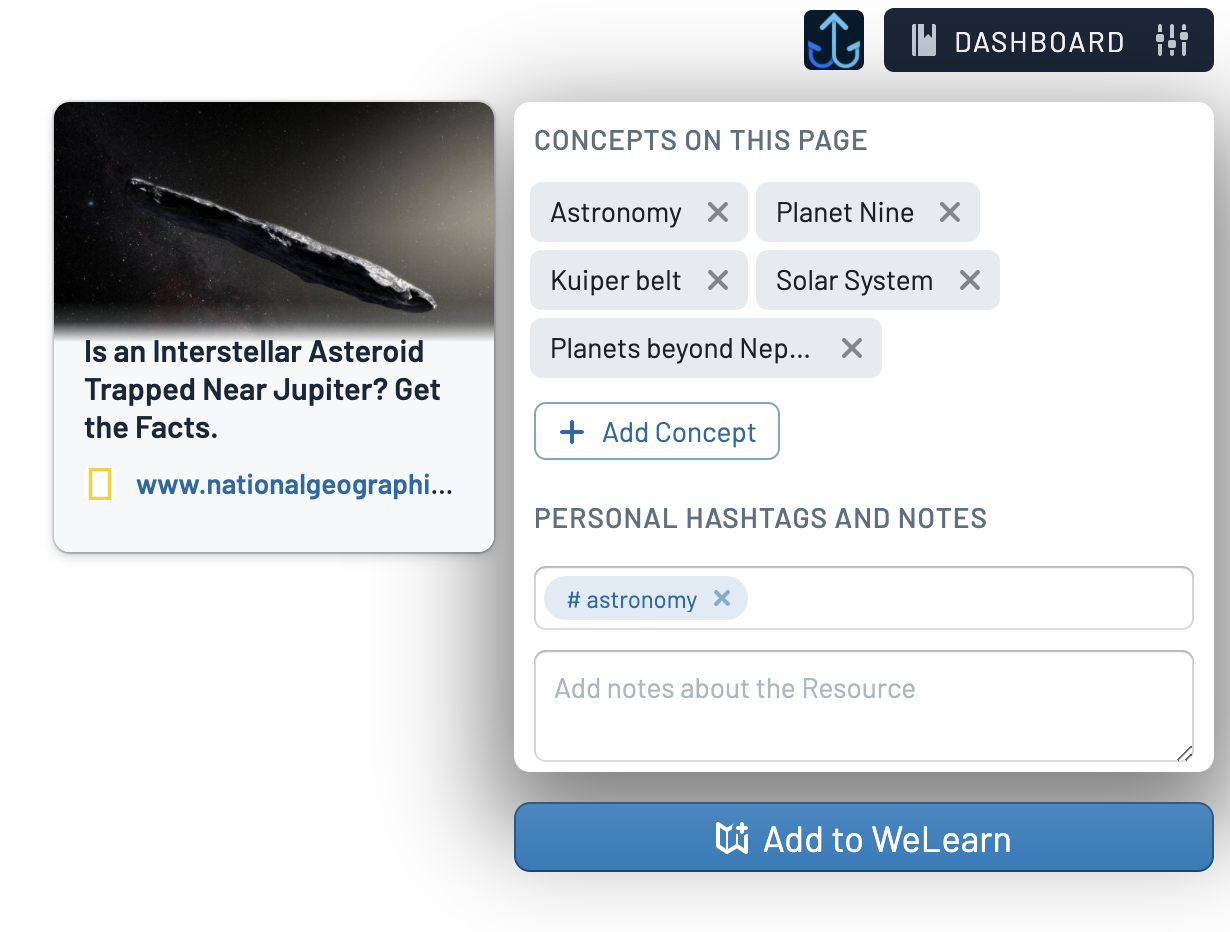 DASHBOARD
Is an Interstellar Asteroid
Trapped Near Jupiter? Get
the Facts.
www.nationalgeographi...
CONCEPTS ON THIS PAGE
Astronomy
Planet Nine
Kuiper belt
Solar System
Planets beyond Nep...
Add Concept
PERSONAL HASHTAGS AND NOTES
# astronomy
Add notes about the Resource
Add to WeLearn